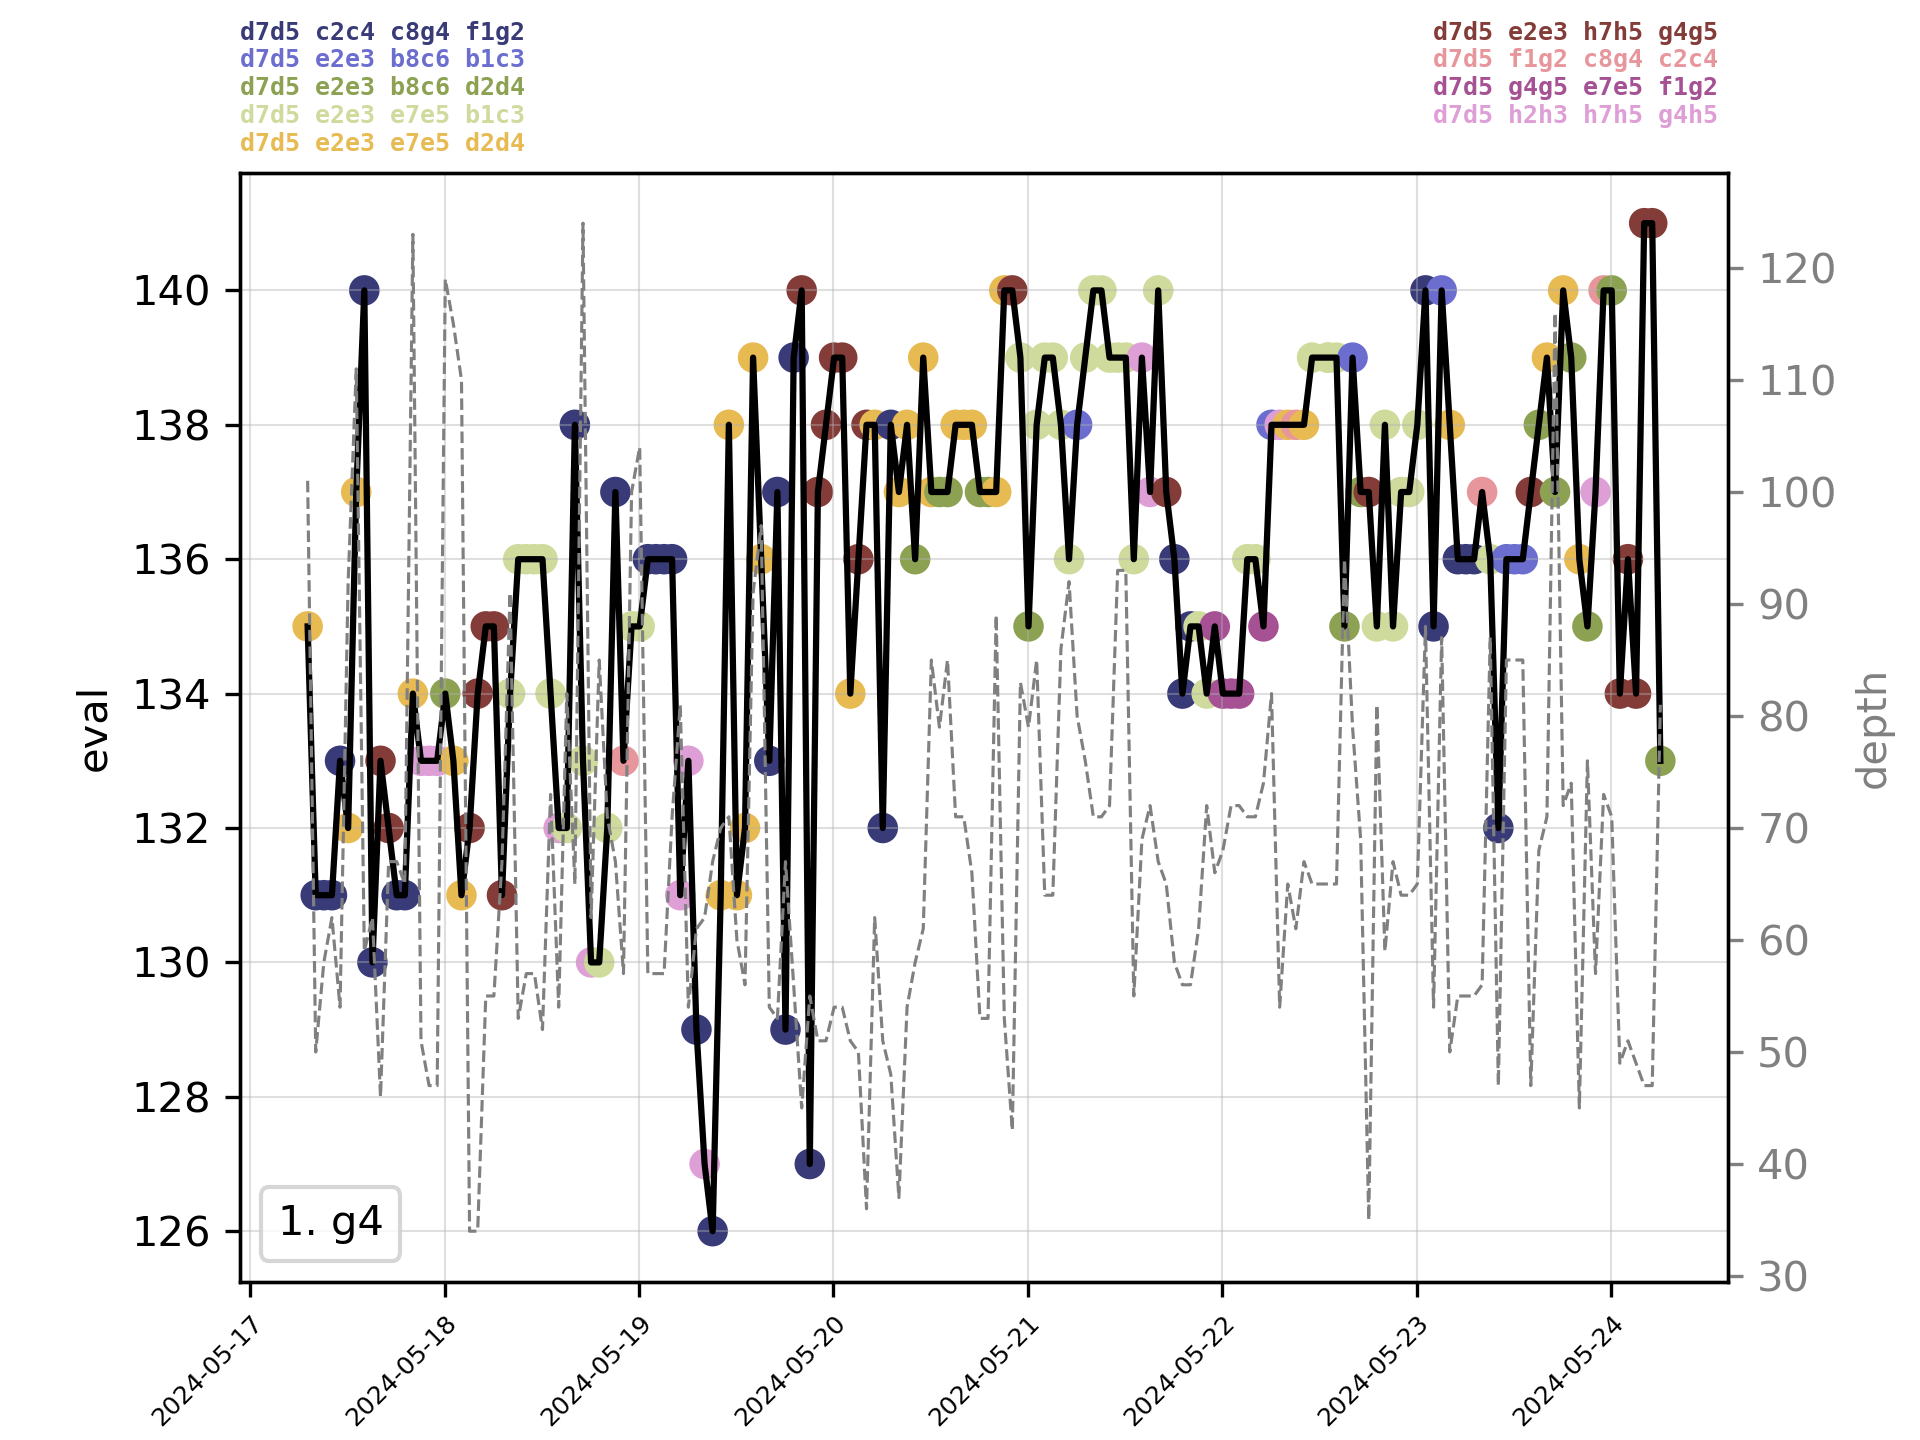 d7d5 c2c4 c8g4 f1g2
d7d5 e2e3 b8c6 b1c3
d7d5 e2e3 b8c6 d2d4
d7d5 e2e3 e7e5 b1c3
d7d5 e2e3 e7e5 d2d4
d7d5 e2e3 h7h5 g4g5
d7d5 f1g2 c8g4 c2c4
d7d5 g4g5 e7e5 f1g2
d7d5 h2h3 h7h5 g4h5
eval
140
138
136
134
132
130
128
126
1. g4
120
110
100
90
80
70
60
50
40
30
depth
2024-05-17
2024-05-18
2024-05-19
2024-05-20
2024-05-21
2024-05-22
2024-05-23
2024-05-24